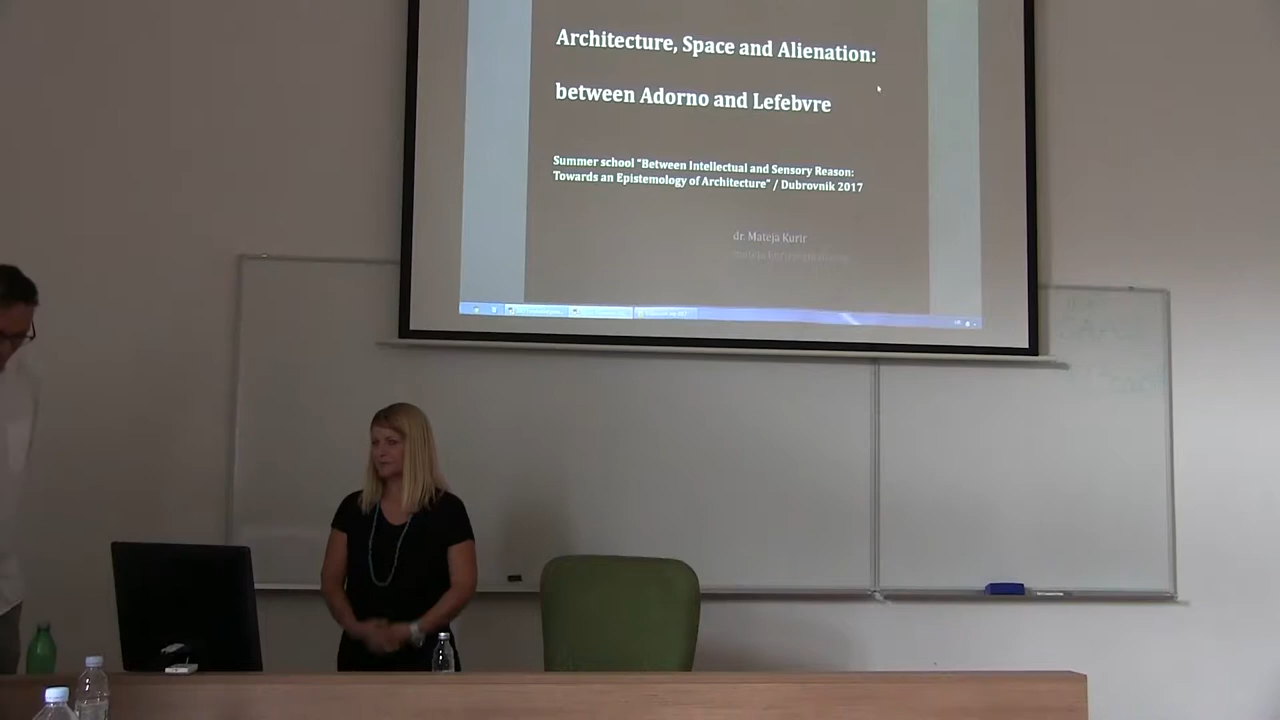 Architecture, Space and Alienation:
between Adorno and Lefebvre
Summer school "Between Intellectual and Sensory Reason:
Towards an Epistemology of Architecture" / Dubrovnik 2017
dr. Mateja Kurir